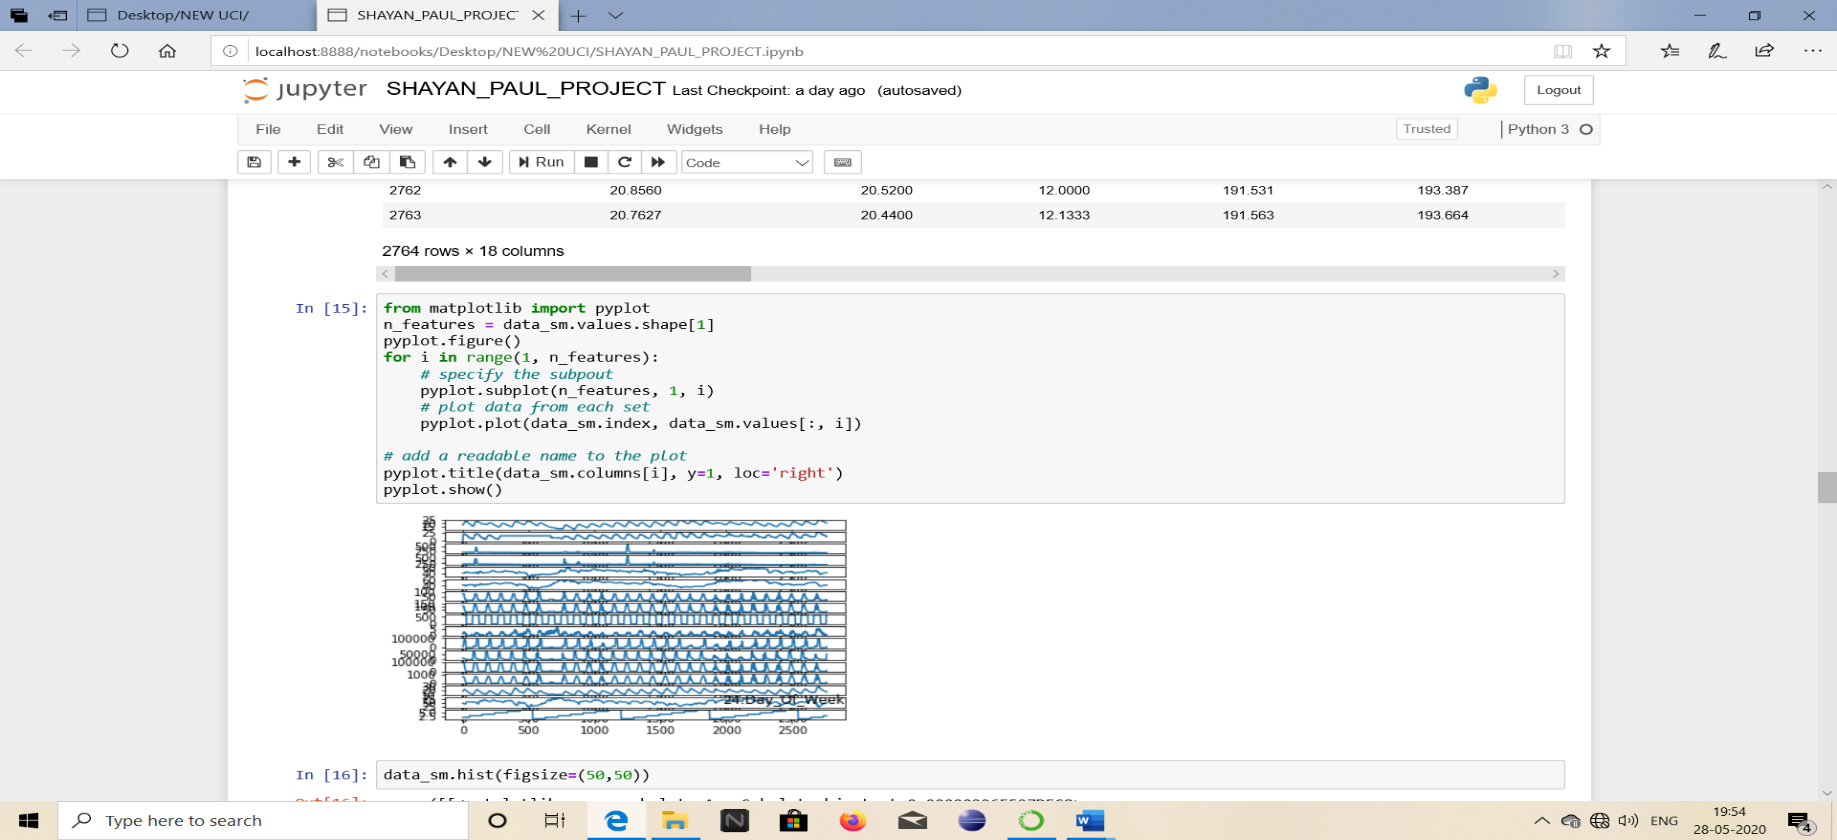 Desktop/NEW UCI/
SHAYAN_PAUL_PROJEC
localhost:8888/notebooks/Desktop/NEW%20UCI/SHAYAN_PAUL_PROJECT.ipynb
jupyter SHAYAN_PAUL_PROJECT Last Checkpoint: a day ago (autosaved)
Logout
File Edit View Insert Cell Kernel Widgets Help
Trusted
Python 3
Run
Code
2762 20.8560 20.5200 12.0000 191.531 193.387
2763 20.7627 20.4400 12.1333 191.563 193.664
2764 rows × 18 columns
In [15]:
from matplotlib import pyplot
n_features = data_sm.values.shape[1]
pyplot.figure()
for i in range(1, n_features):
# specify the subpout
pyplot.subplot(n_features, 1, i)
# plot data from each set
pyplot.plot(data_sm.index, data_sm.values[:, i])
# add a readable name to the plot
pyplot.title(data_sm.columns[i], y=1, loc='right')
pyplot.show()
100000
50000
100000
1000
24:Day_Of_Week
0 500 1000 1500 2000 2500
In [16]:
data_sm.hist(figsize=(50,50))
Type here to search
ENG
19:54
28-05-2020
4